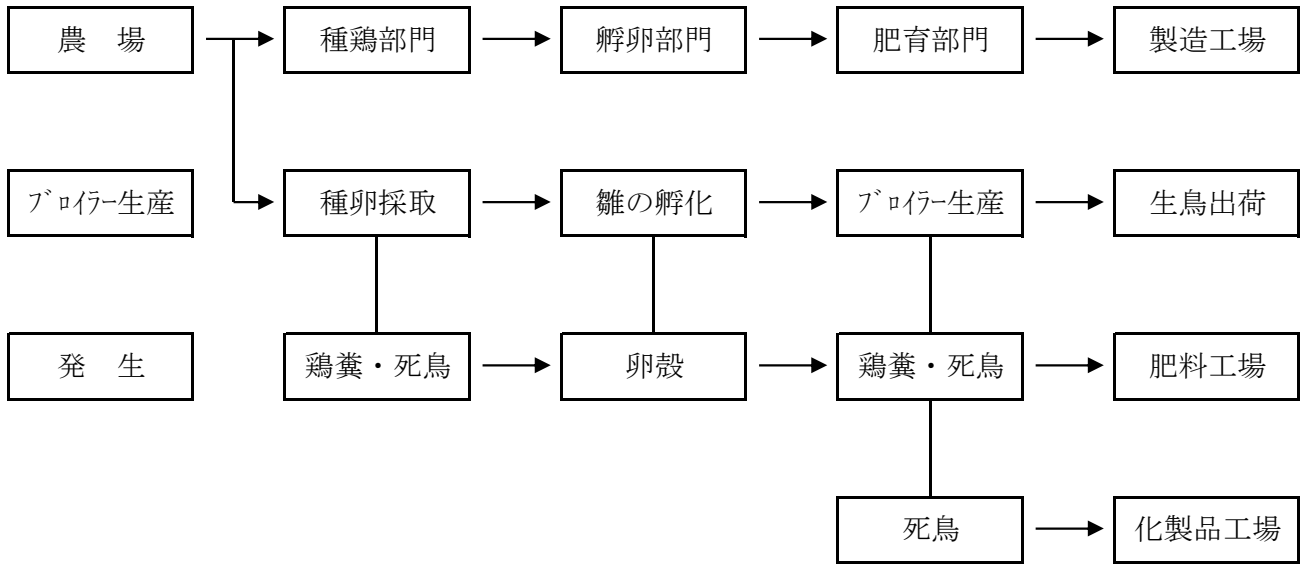 農　場
種鶏部門
孵卵部門
肥育部門
製造工場
ﾌﾞﾛｲﾗｰ生産
種卵採取
雛の孵化
ﾌﾞﾛｲﾗｰ生産
生鳥出荷
発　生
鶏糞・死鳥
卵殻
鶏糞・死鳥
肥料工場
死鳥
化製品工場